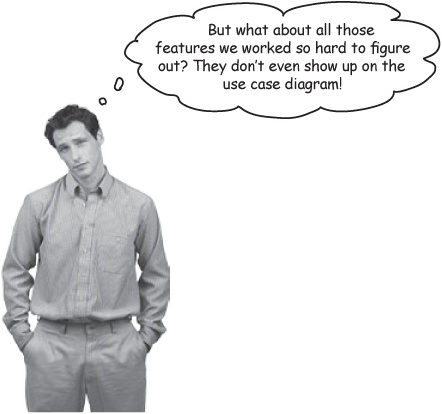 But what about all those
features we worked so hard to figure
out? They don't even show up on the
use case diagram!